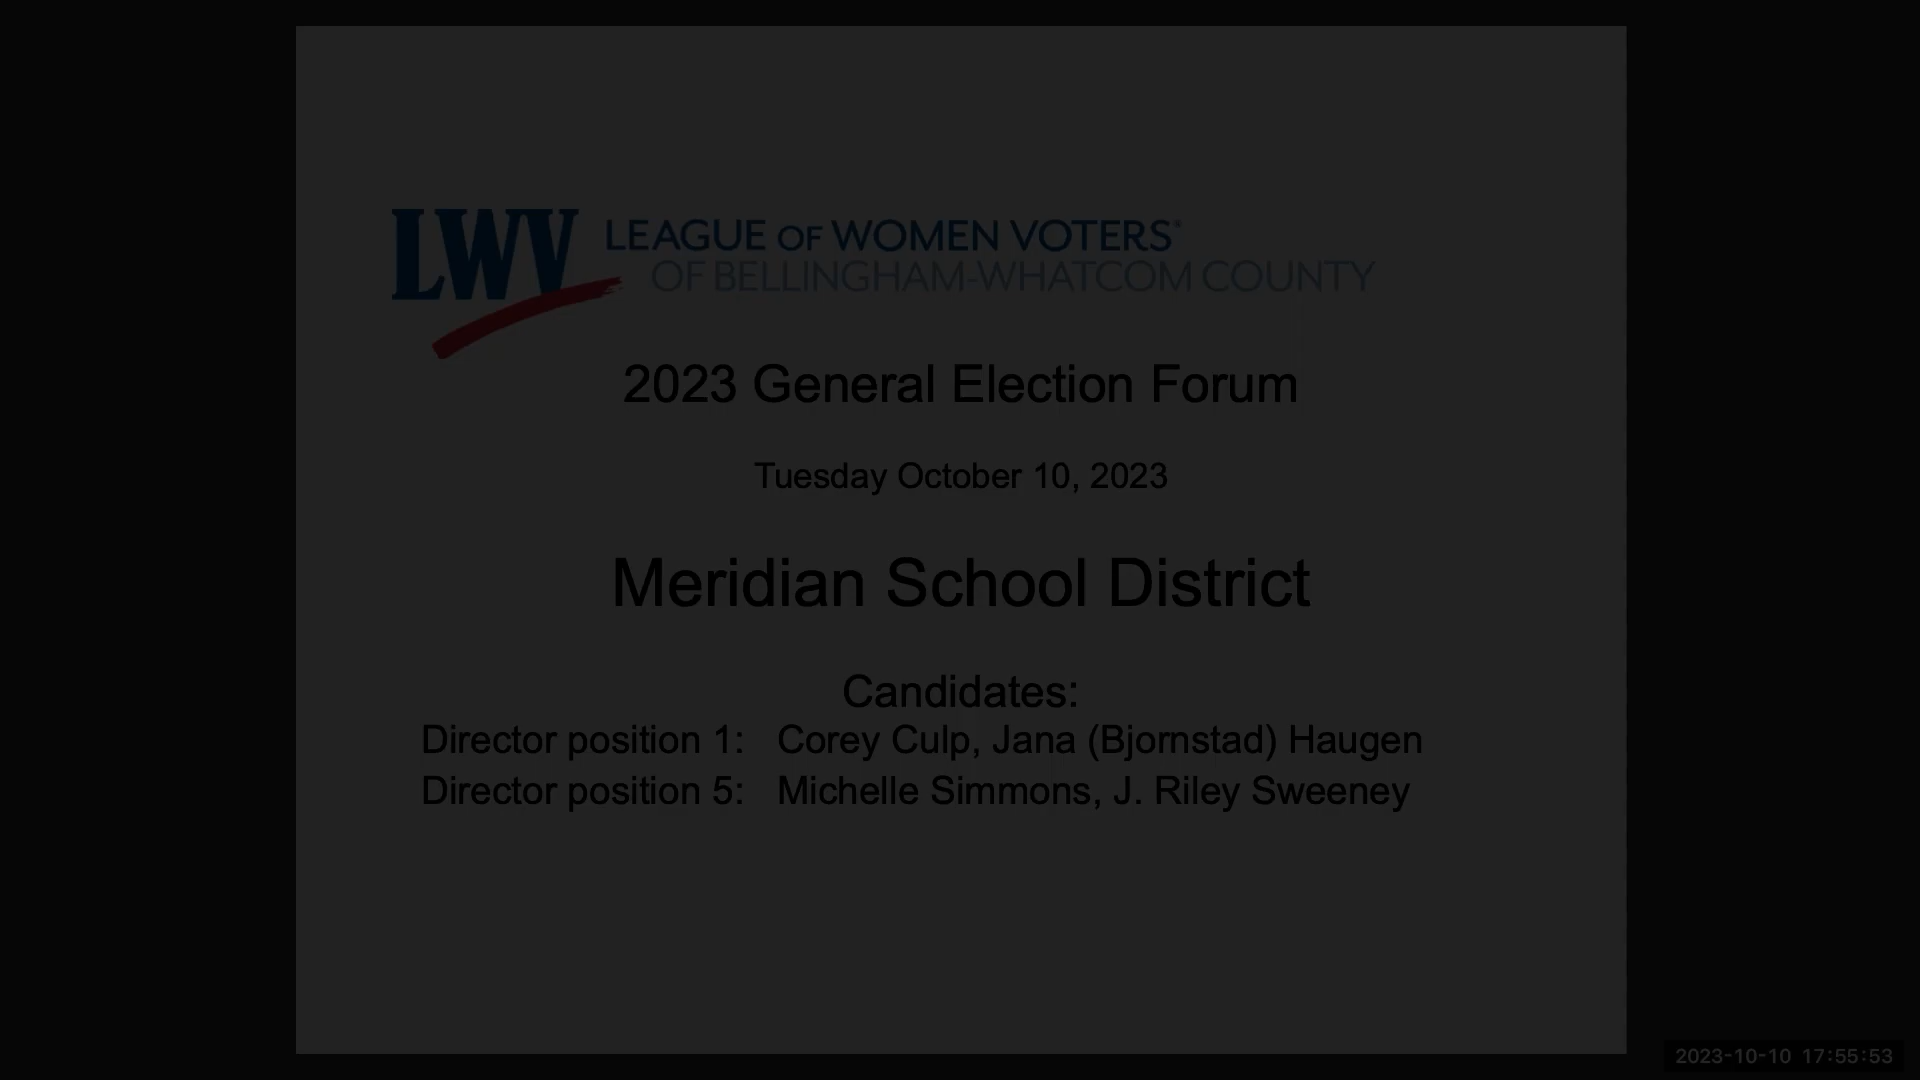 LWV LEAGUE OF WOMEN VOTERS®
OF BELLINGHAM-WHATCOM COUNTY
2023 General Election Forum
Tuesday October 10, 2023
Meridian School District
Candidates:
Director position 1: Corey Culp, Jana (Bjornstad) Haugen
Director position 5: Michelle Simmons, J. Riley Sweeney
2023-10-10 17:55:53